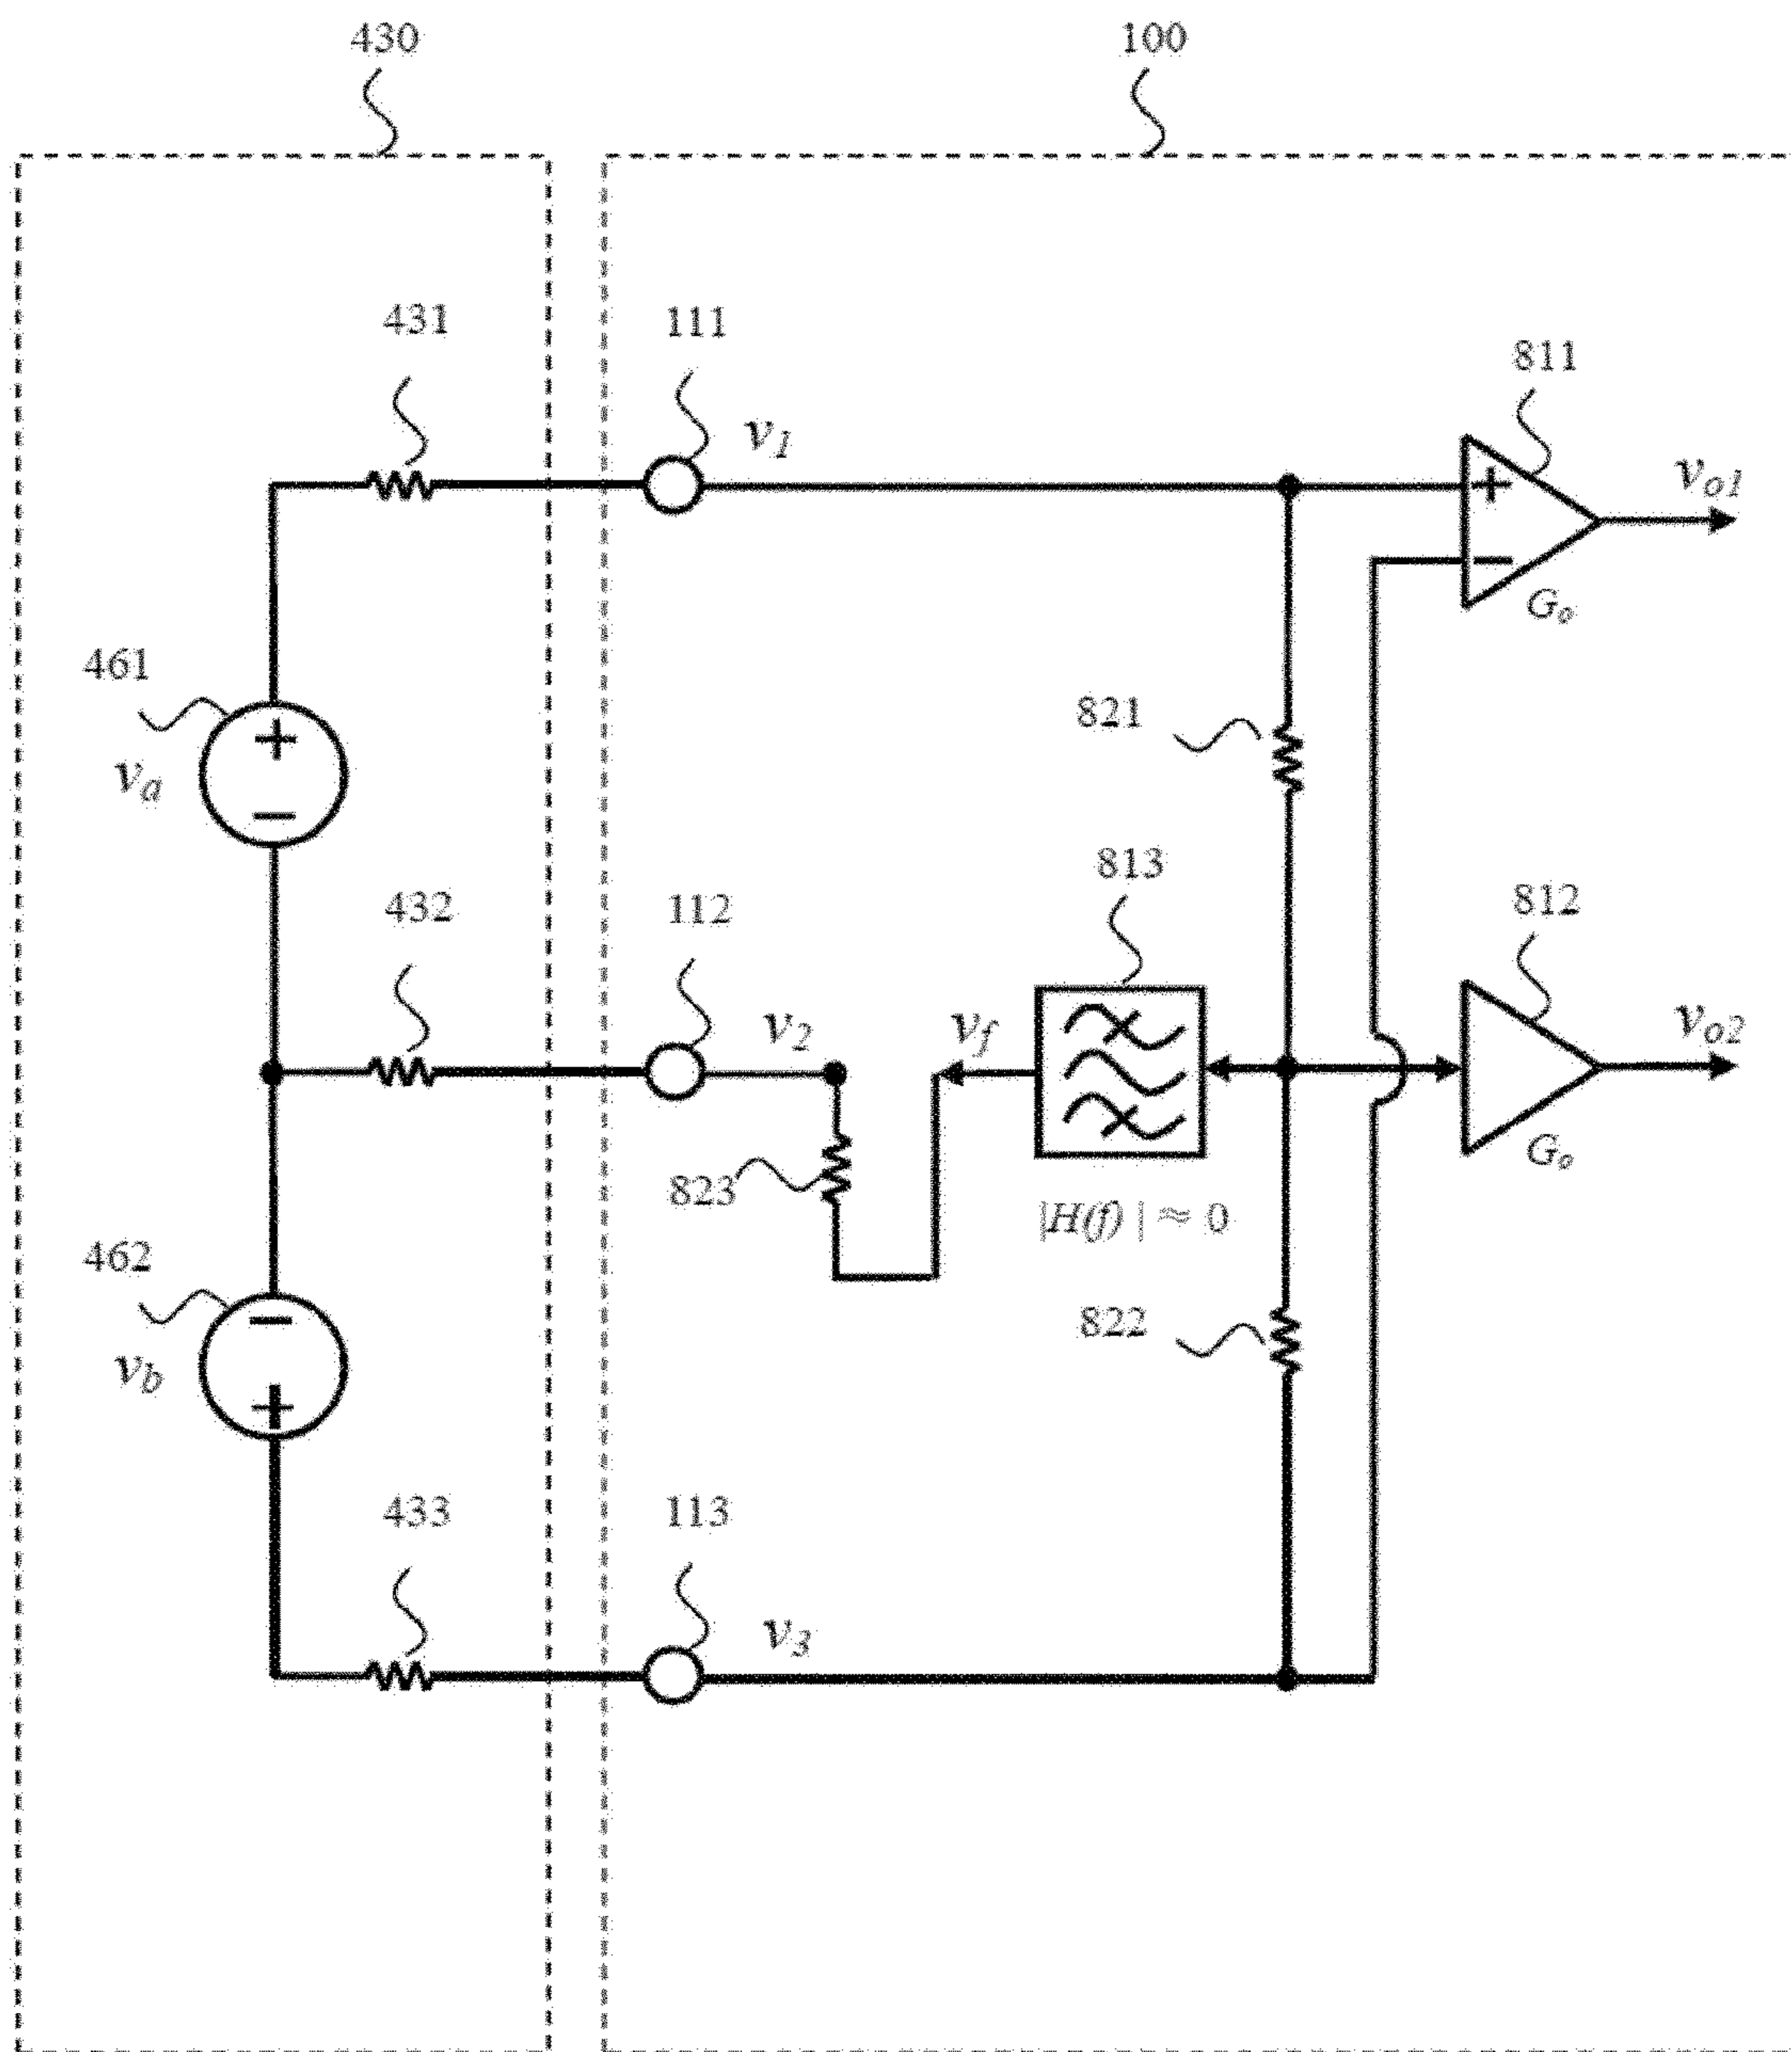 430
100
431
111
811
v1
vo1
+
−
Go
461
821
+
va
−
813
432
112
812
v2
vf
vo2
Go
823
|H(f)| ≈ 0
462
822
−
vb
+
433
113
v3